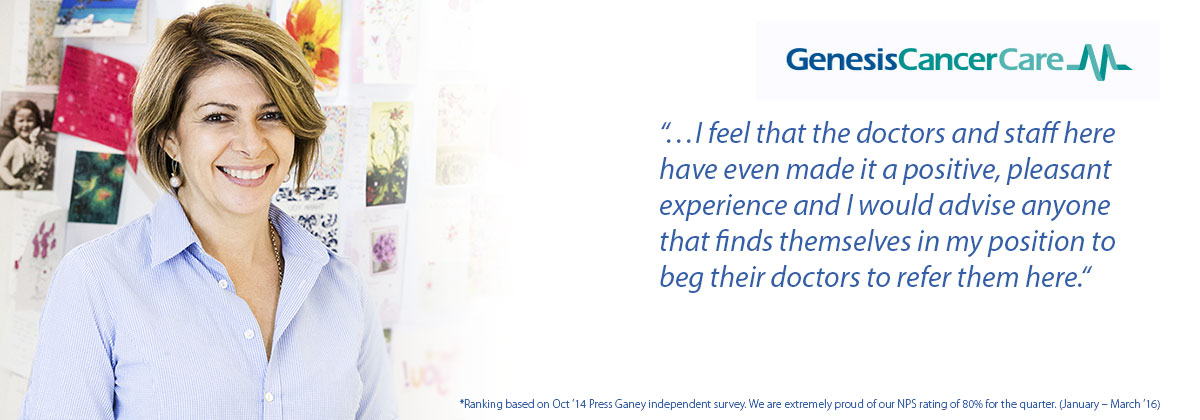 GenesisCancerCare
“…I feel that the doctors and staff here
have even made it a positive, pleasant
experience and I would advise anyone
that finds themselves in my position to
beg their doctors to refer them here.“
*Ranking based on Oct ’14 Press Ganey independent survey. We are extremely proud of our NPS rating of 80% for the quarter. (January – March ’16)